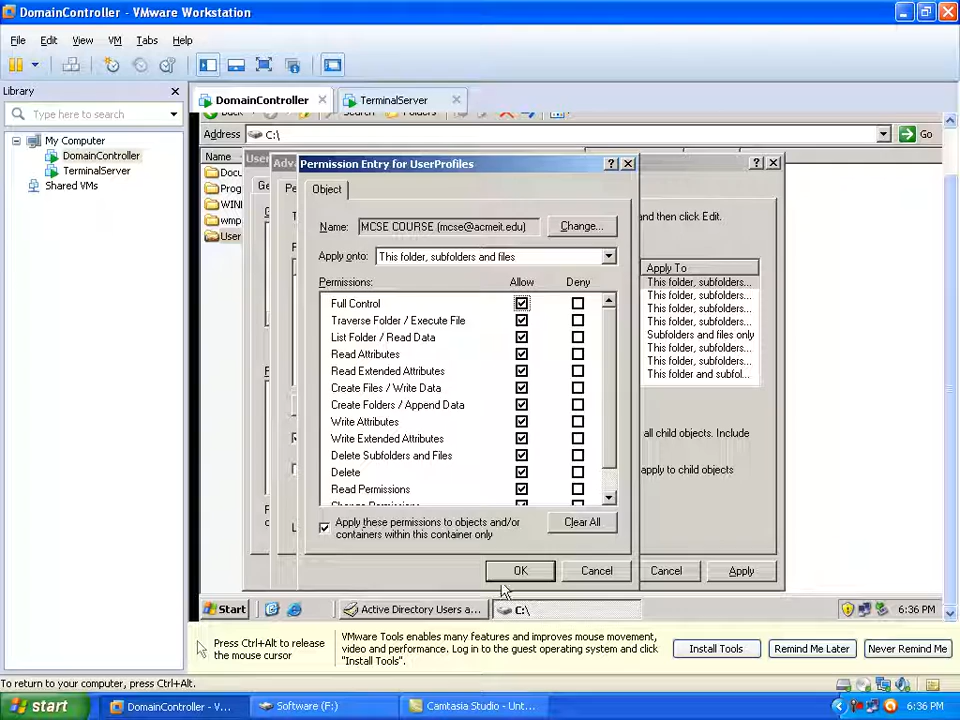 DomainController - VMware Workstation
File Edit View VM Tabs Help
Library
Type here to search
My Computer
DomainController
TerminalServer
Shared VMs
DomainController
TerminalServer
Address C:\ Go
Name
Docu
Prog
WIN
wmp
User
User
Adv
Ge
Pe
Permission Entry for UserProfiles
Object
Name: MCSE COURSE (mcse@acmeit.edu) Change...
Apply onto: This folder, subfolders and files
Permissions: Allow Deny
Full Control
Traverse Folder / Execute File
List Folder / Read Data
Read Attributes
Read Extended Attributes
Create Files / Write Data
Create Folders / Append Data
Write Attributes
Write Extended Attributes
Delete Subfolders and Files
Delete
Read Permissions
Apply these permissions to objects and/or
containers within this container only
Clear All
OK Cancel
and then click Edit.
Apply To
This folder, subfolders...
This folder, subfolders...
This folder, subfolders...
This folder, subfolders...
Subfolders and files only
This folder, subfolders...
This folder, subfolders...
This folder and subfol...
all child objects. Include
apply to child objects
Cancel Apply
Start
Active Directory Users a...
C:\
6:36 PM
Press Ctrl+Alt to release
the mouse cursor
VMware Tools enables many features and improves mouse movement,
video and performance. Log in to the guest operating system and click
"Install Tools".
Install Tools Remind Me Later Never Remind Me
To return to your computer, press Ctrl+Alt.
start
DomainController - V...
Software (F:)
Camtasia Studio - Unt...
6:36 PM